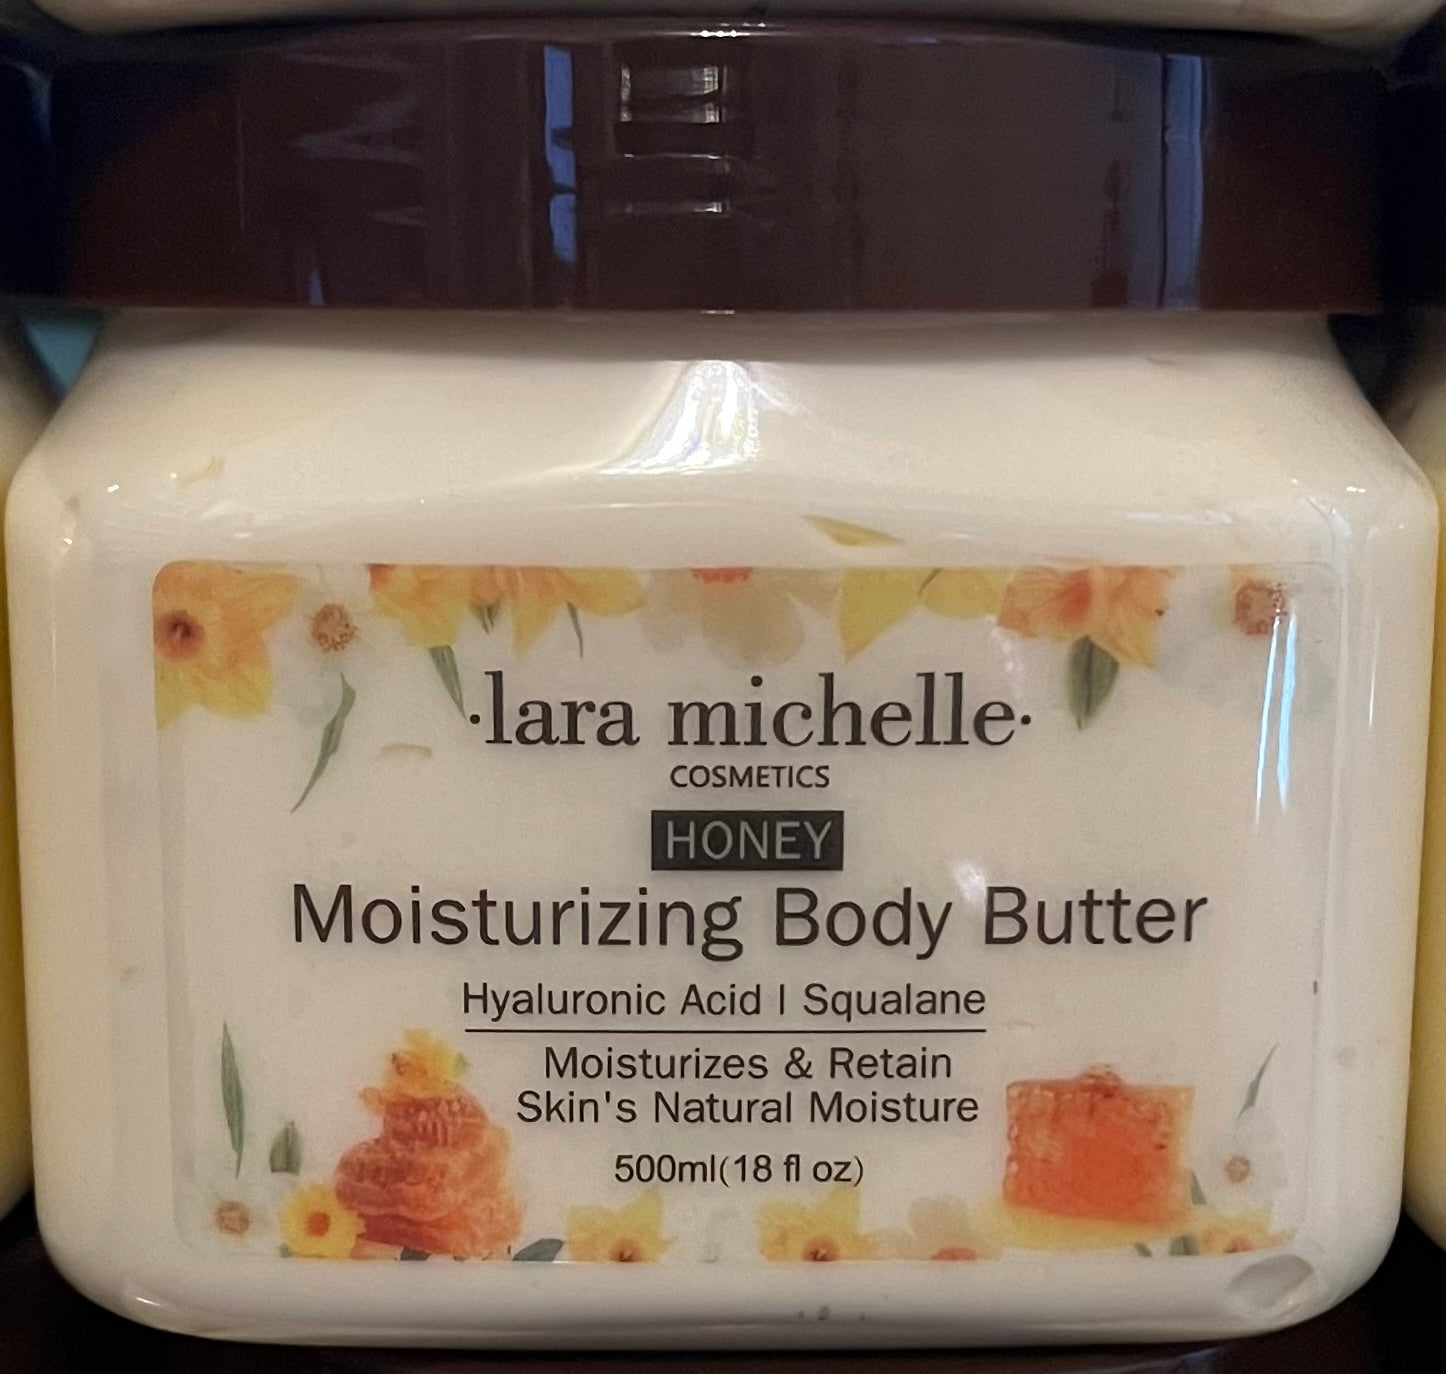 ·lara michelle·
COSMETICS
HONEY
Moisturizing Body Butter
Hyaluronic Acid | Squalane
Moisturizes & Retain
Skin's Natural Moisture
500ml(18 fl oz)